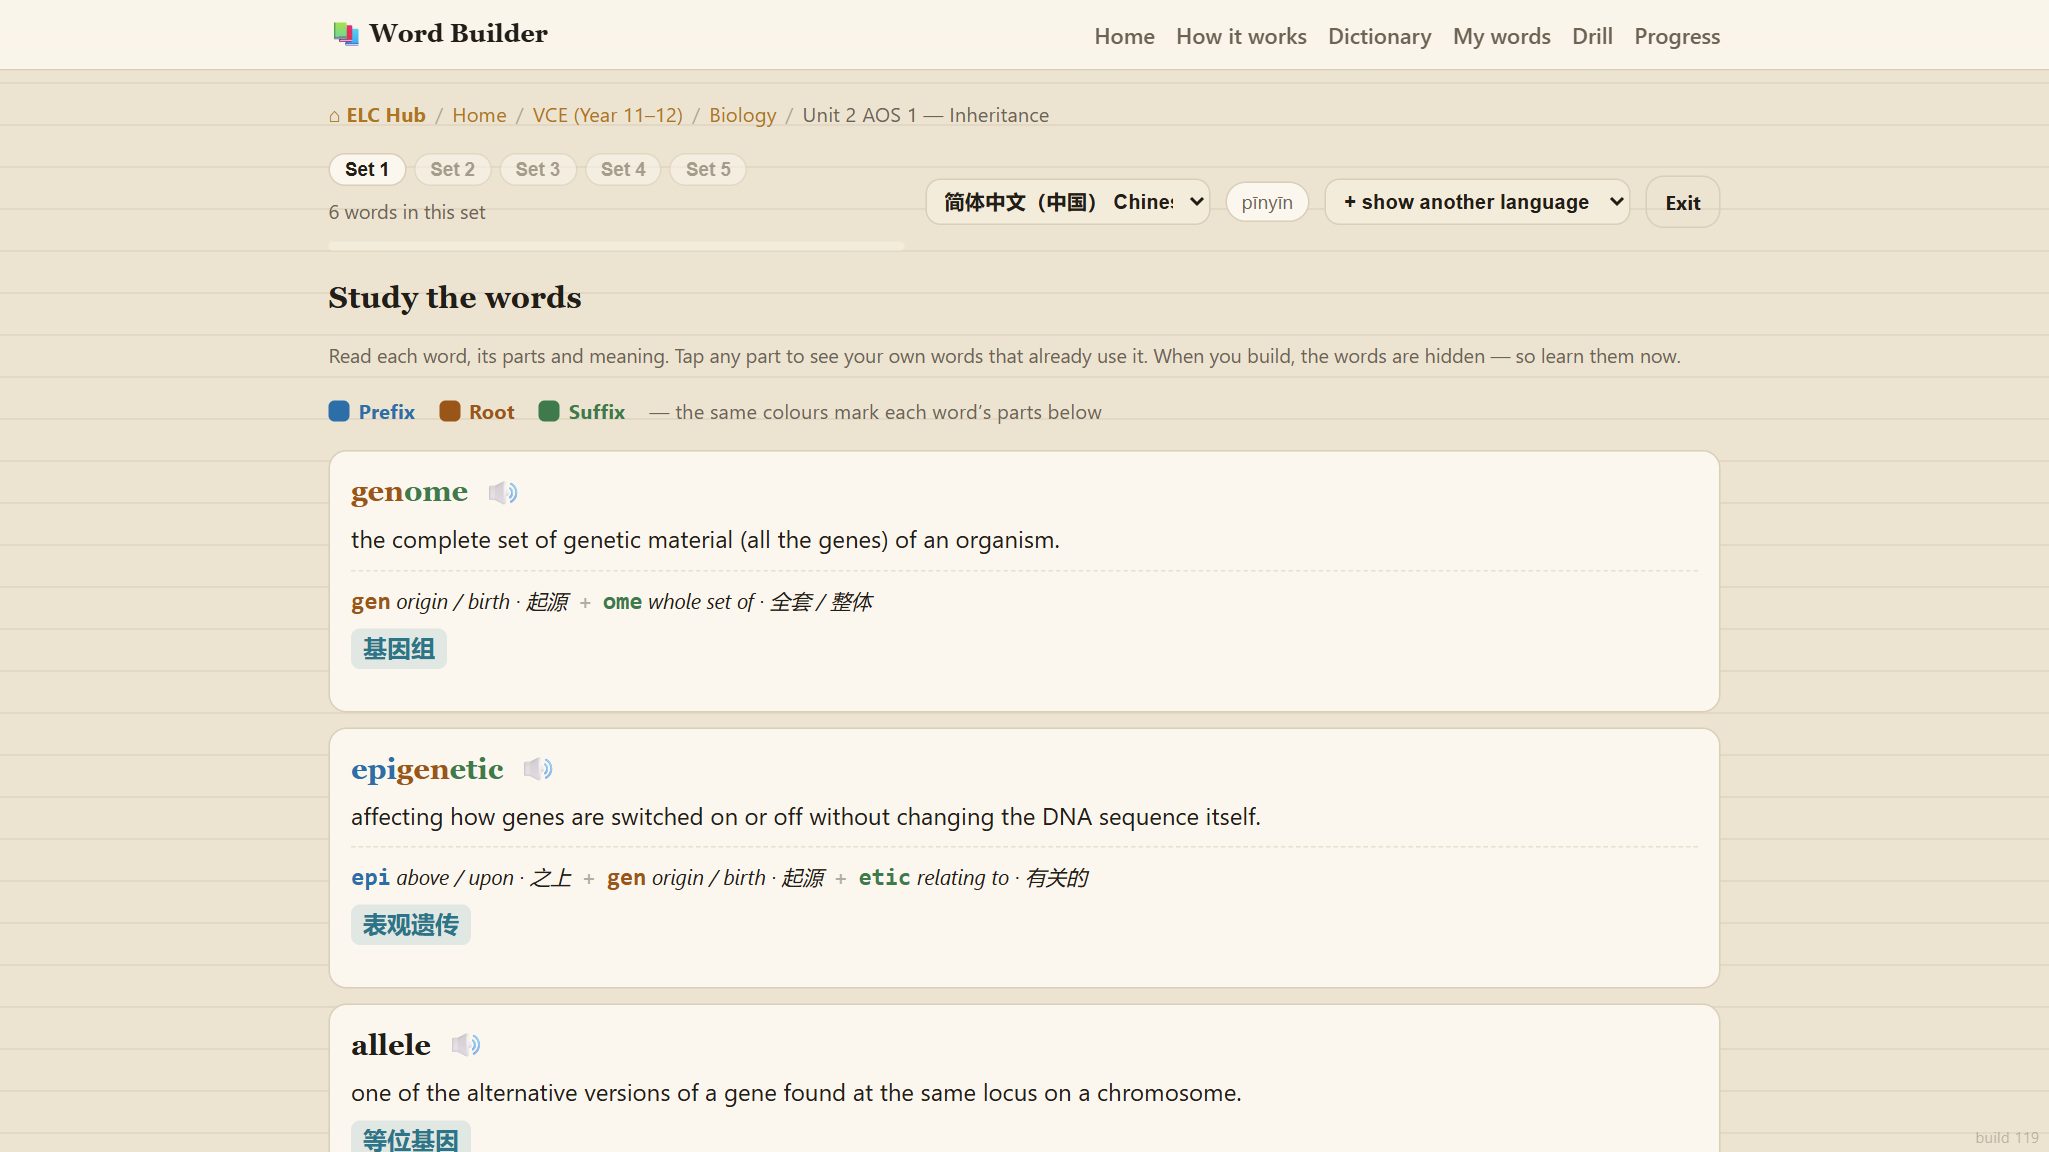 Word Builder
Home How it works Dictionary My words Drill Progress
⌂ ELC Hub / Home / VCE (Year 11–12) / Biology / Unit 2 AOS 1 — Inheritance
Set 1 Set 2 Set 3 Set 4 Set 5
6 words in this set
简体中文（中国） Chines
pīnyīn
+ show another language
Exit
Study the words
Read each word, its parts and meaning. Tap any part to see your own words that already use it. When you build, the words are hidden — so learn them now.
Prefix Root Suffix — the same colours mark each word's parts below
genome
the complete set of genetic material (all the genes) of an organism.
gen origin / birth · 起源 + ome whole set of · 全套 / 整体
基因组
epigenetic
affecting how genes are switched on or off without changing the DNA sequence itself.
epi above / upon · 之上 + gen origin / birth · 起源 + etic relating to · 有关的
表观遗传
allele
one of the alternative versions of a gene found at the same locus on a chromosome.
等位基因
build 119